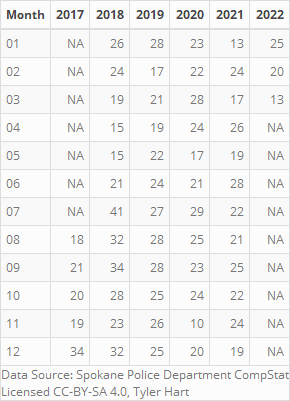 Month 2017 2018 2019 2020 2021 2022
01 NA 26 28 23 13 25
02 NA 24 17 22 24 20
03 NA 19 21 28 17 13
04 NA 15 19 24 26 NA
05 NA 15 22 17 19 NA
06 NA 21 24 21 28 NA
07 NA 41 27 29 22 NA
08 18 32 28 25 21 NA
09 21 34 28 23 25 NA
10 20 28 25 24 22 NA
11 19 23 26 10 24 NA
12 34 32 25 20 19 NA
Data Source: Spokane Police Department CompStat
Licensed CC-BY-SA 4.0, Tyler Hart